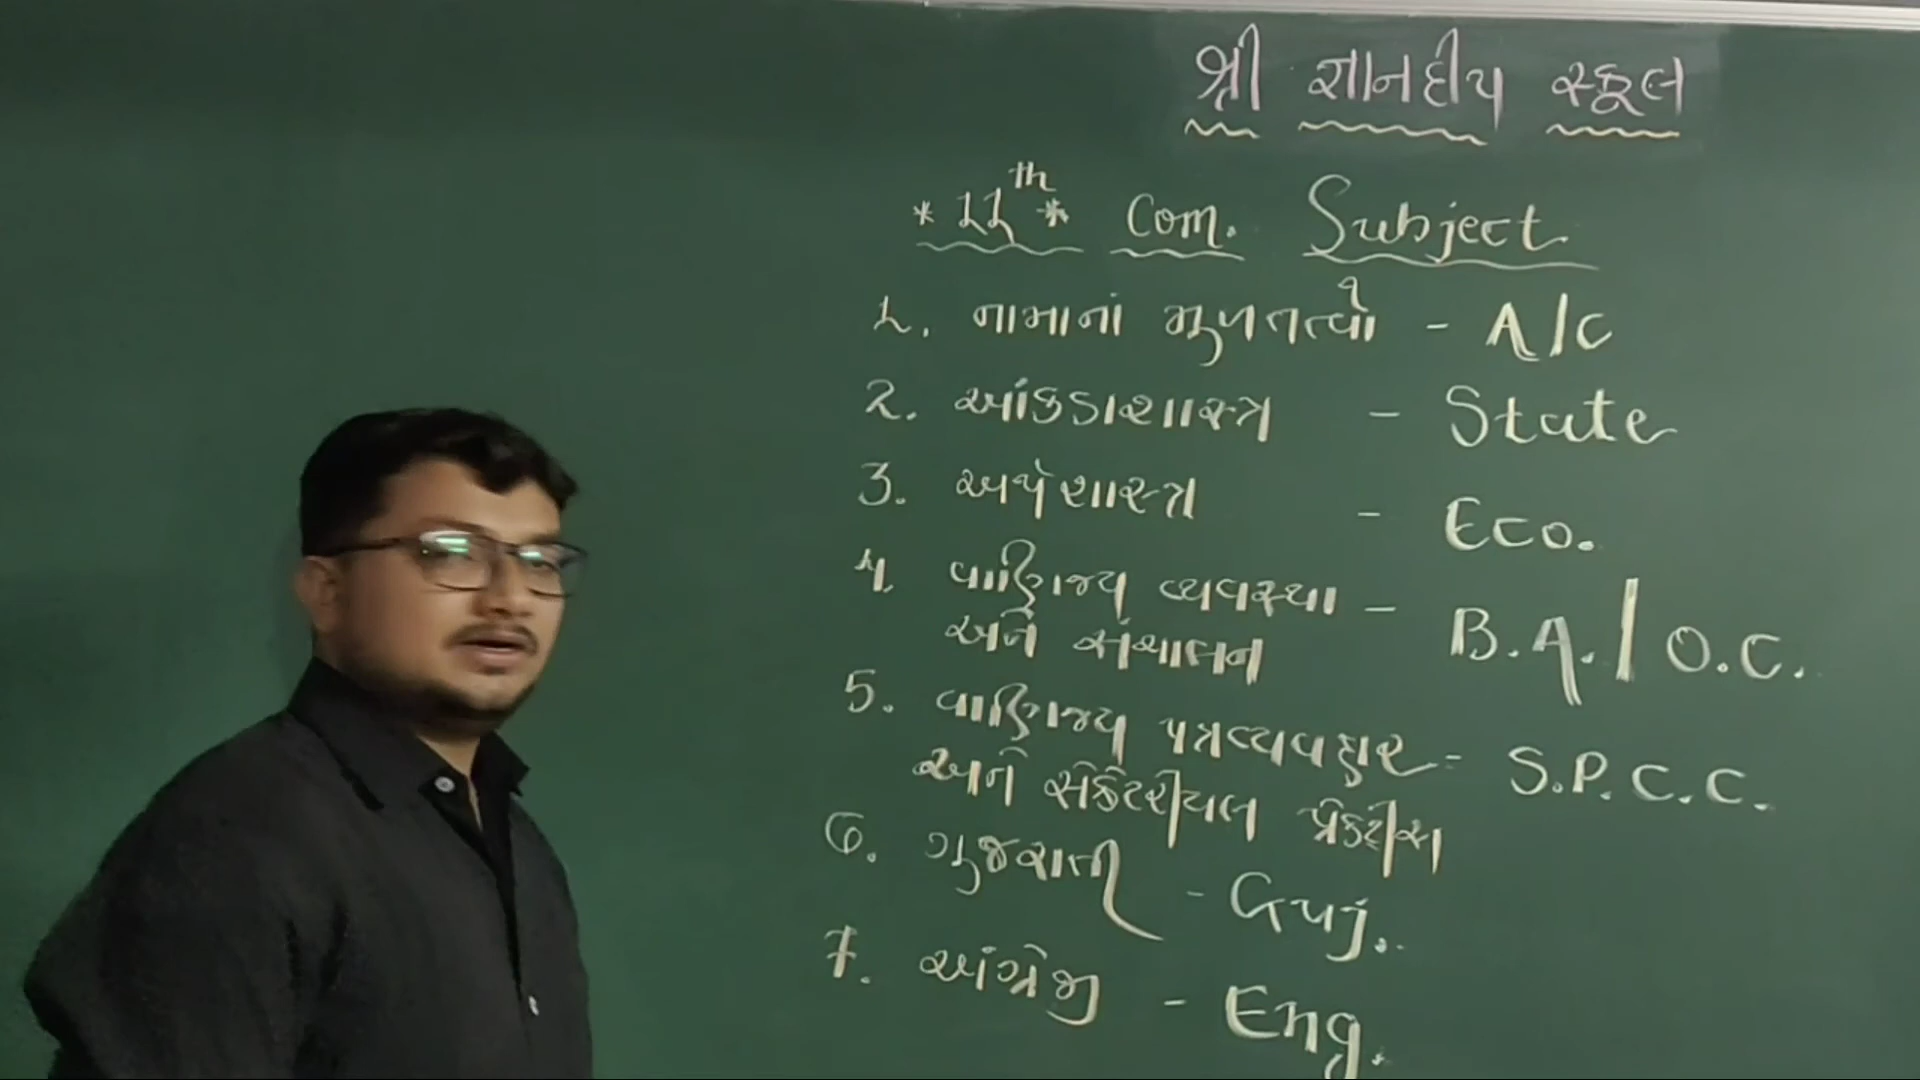 શ્રી જ્ઞાનદીપ સ્કૂલ
* 11th * Com. Subject
1. નામાનાં મુળતત્વો - A/C
2. આંકડાશાસ્ત્ર - State
3. અર્થશાસ્ત્ર - Eco.
4. વાણિજ્ય વ્યવસ્થા - B.A. / O.C.
અને સંચાલન
5. વાણિજ્ય પત્રવ્યવહાર - S.P.C.C.
અને સેક્રેટરીયલ પ્રેકટીસ
6. ગુજરાતી - Guj.
7. અંગ્રેજી - Eng.